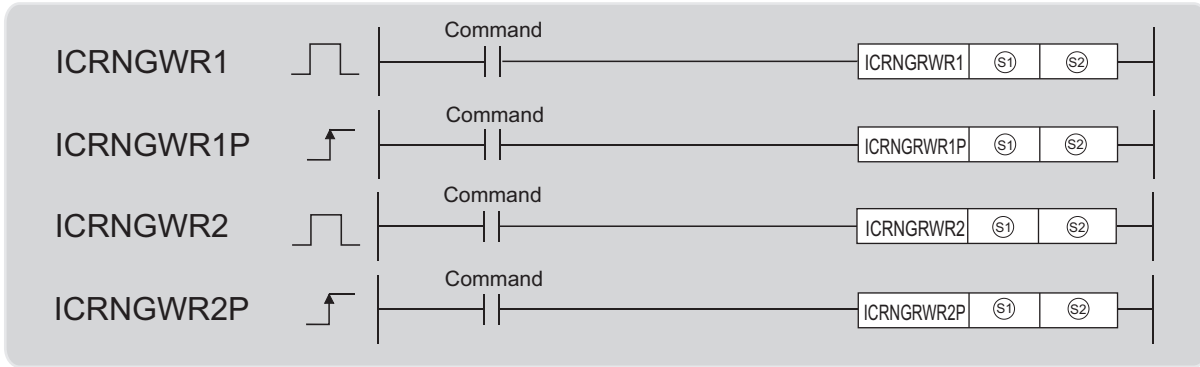 Command
ICRNGWR1 ICRNGRWR1 S1 S2
Command
ICRNGWR1P ICRNGRWR1P S1 S2
Command
ICRNGWR2 ICRNGRWR2 S1 S2
Command
ICRNGWR2P ICRNGRWR2P S1 S2